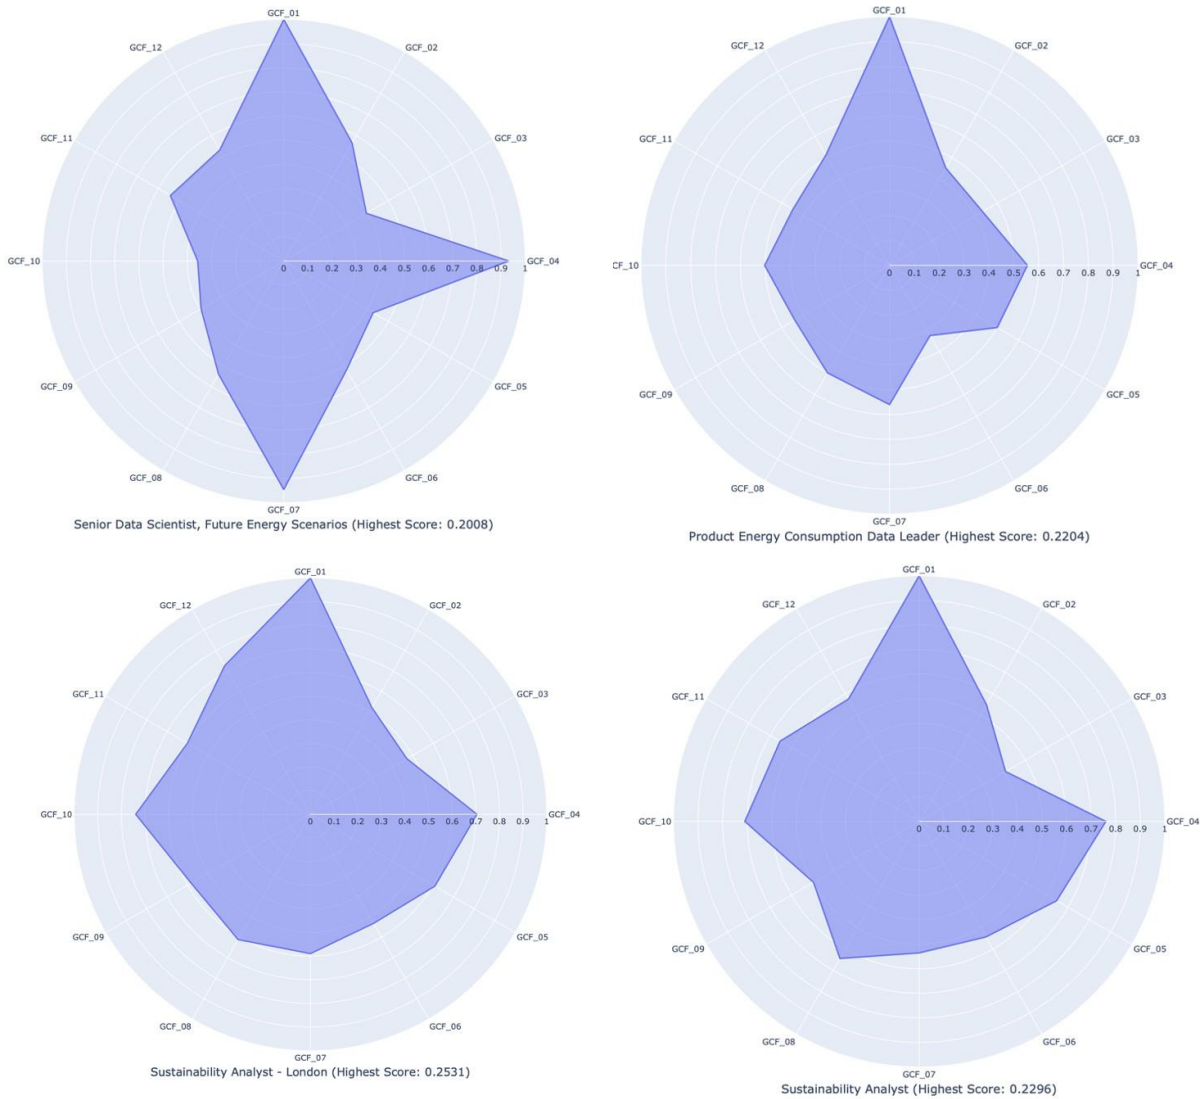 GCF_01
GCF_12
GCF_02
GCF_11
GCF_03
GCF_10
0 0.1 0.2 0.3 0.4 0.5 0.6 0.7 0.8 0.9 1
GCF_04
GCF_09
GCF_05
GCF_08
GCF_06
GCF_07
Senior Data Scientist, Future Energy Scenarios (Highest Score: 0.2008)
GCF_01
GCF_12
GCF_02
GCF_11
GCF_03
CF_10
0 0.1 0.2 0.3 0.4 0.5 0.6 0.7 0.8 0.9 1
GCF_04
GCF_09
GCF_05
GCF_08
GCF_06
GCF_07
Product Energy Consumption Data Leader (Highest Score: 0.2204)
GCF_01
GCF_12
GCF_02
GCF_11
GCF_03
GCF_10
0 0.1 0.2 0.3 0.4 0.5 0.6 0.7 0.8 0.9 1
GCF_04
GCF_09
GCF_05
GCF_08
GCF_06
GCF_07
Sustainability Analyst - London (Highest Score: 0.2531)
GCF_01
GCF_12
GCF_02
GCF_11
GCF_03
GCF_10
0 0.1 0.2 0.3 0.4 0.5 0.6 0.7 0.8 0.9 1
GCF_04
GCF_09
GCF_05
GCF_08
GCF_06
GCF_07
Sustainability Analyst (Highest Score: 0.2296)